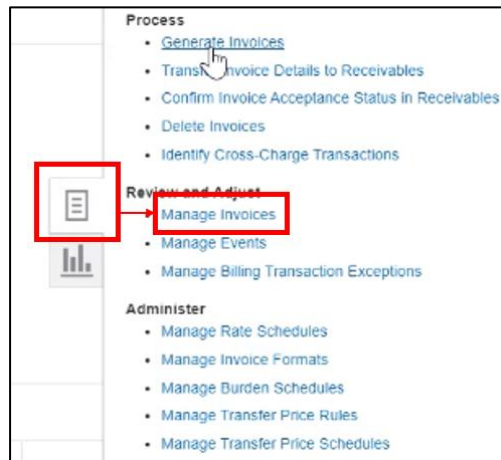 Process
Generate Invoices
Transfer Invoice Details to Receivables
Confirm Invoice Acceptance Status in Receivables
Delete Invoices
Identify Cross-Charge Transactions
Review and Adjust
Manage Invoices
Manage Events
Manage Billing Transaction Exceptions
Administer
Manage Rate Schedules
Manage Invoice Formats
Manage Burden Schedules
Manage Transfer Price Rules
Manage Transfer Price Schedules